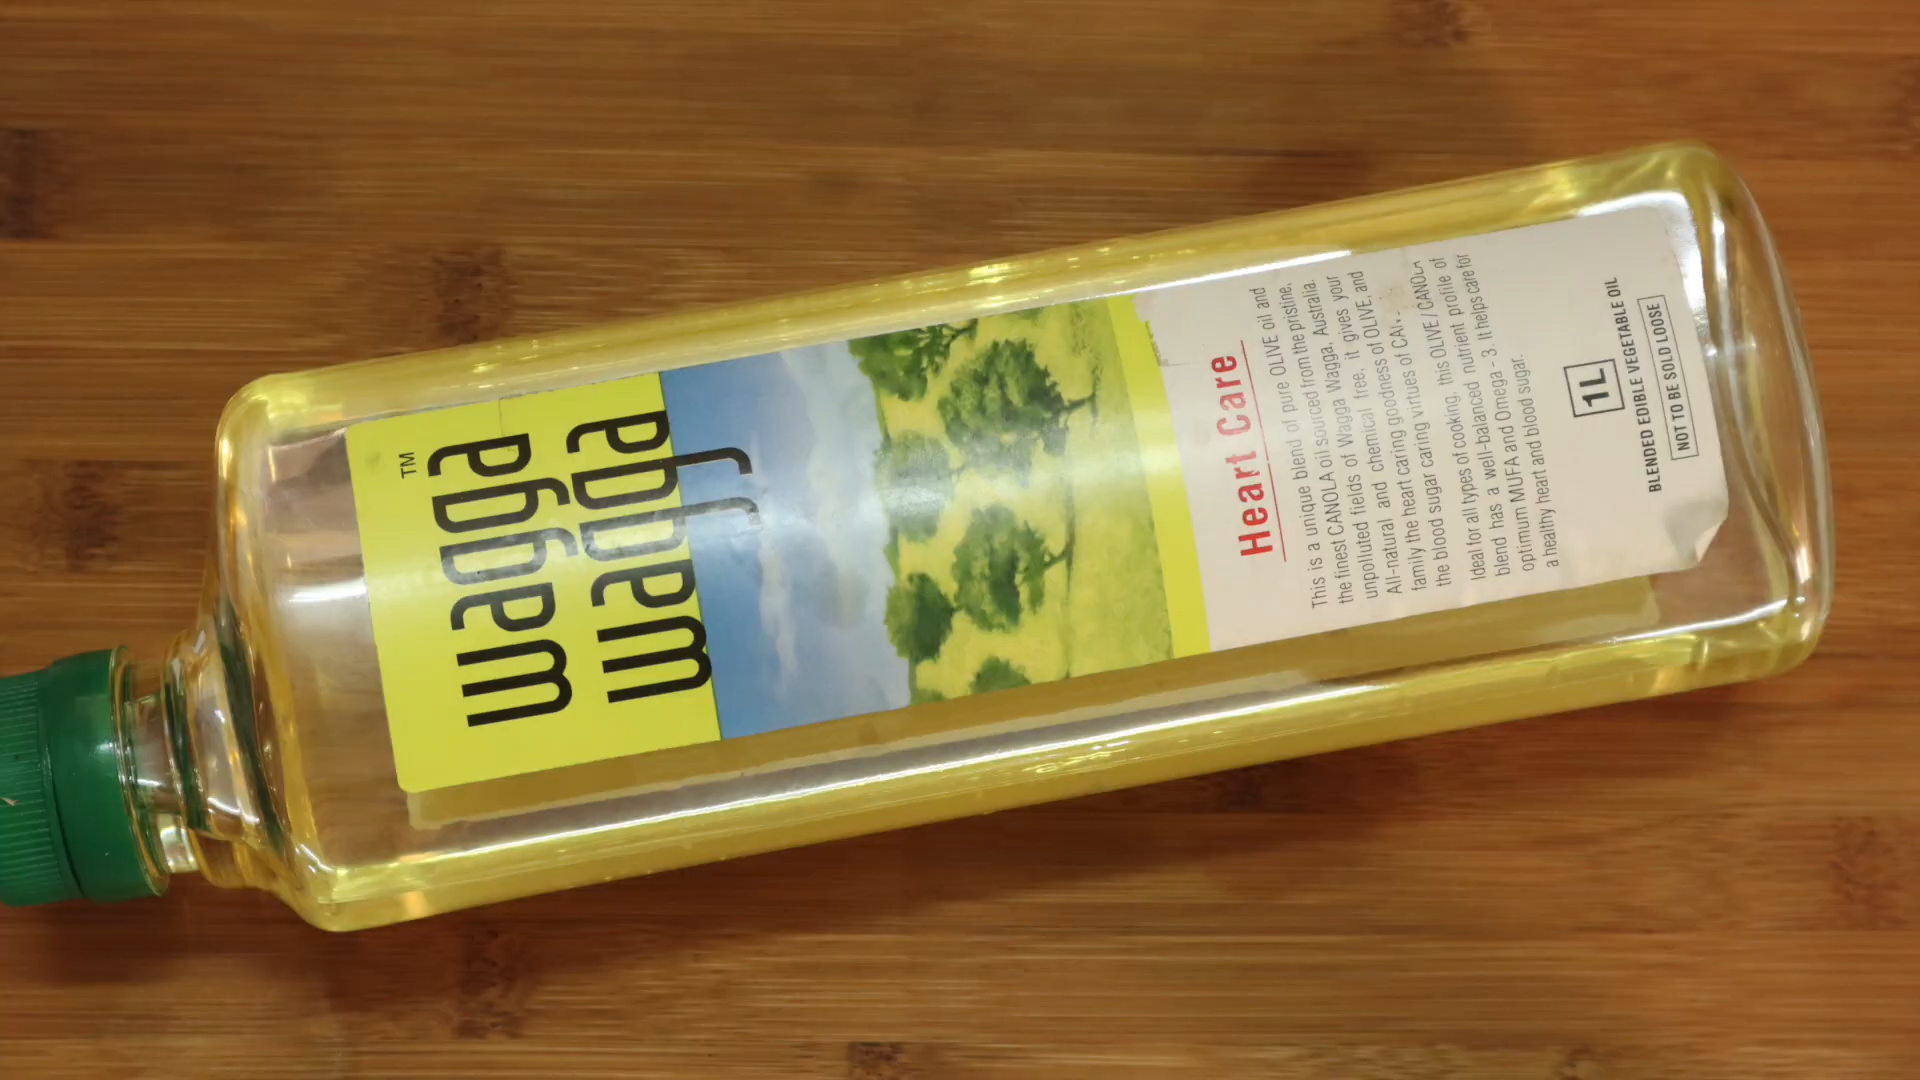 wagga™
wagga
Heart Care
This is a unique blend of pure OLIVE oil and
the finest CANOLA oil sourced from the pristine,
unpolluted fields of Wagga Wagga, Australia.
All-natural and chemical free, it gives your
family the heart caring goodness of OLIVE, and
the blood sugar caring virtues of
Ideal for all types of cooking, this OLIVE / CANOLA
blend has a well-balanced nutrient profile of
optimum MUFA and Omega - 3. It helps care for
a healthy heart and blood sugar.
1L
BLENDED EDIBLE VEGETABLE OIL
NOT TO BE SOLD LOOSE